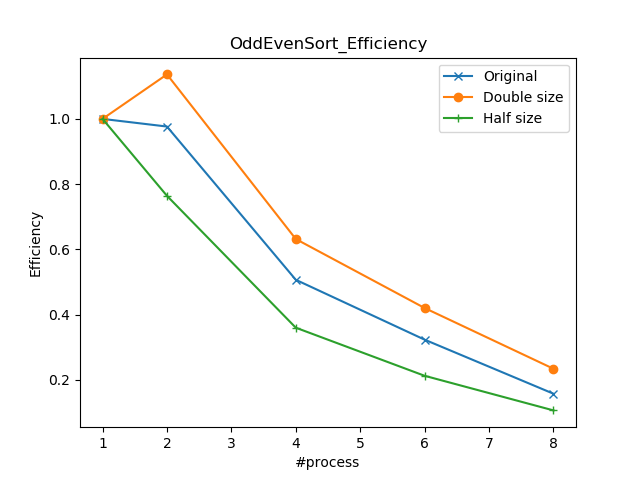 OddEvenSort_Efficiency
Original
Double size
Half size
Efficiency
1.0
0.8
0.6
0.4
0.2
1 2 3 4 5 6 7 8
#process